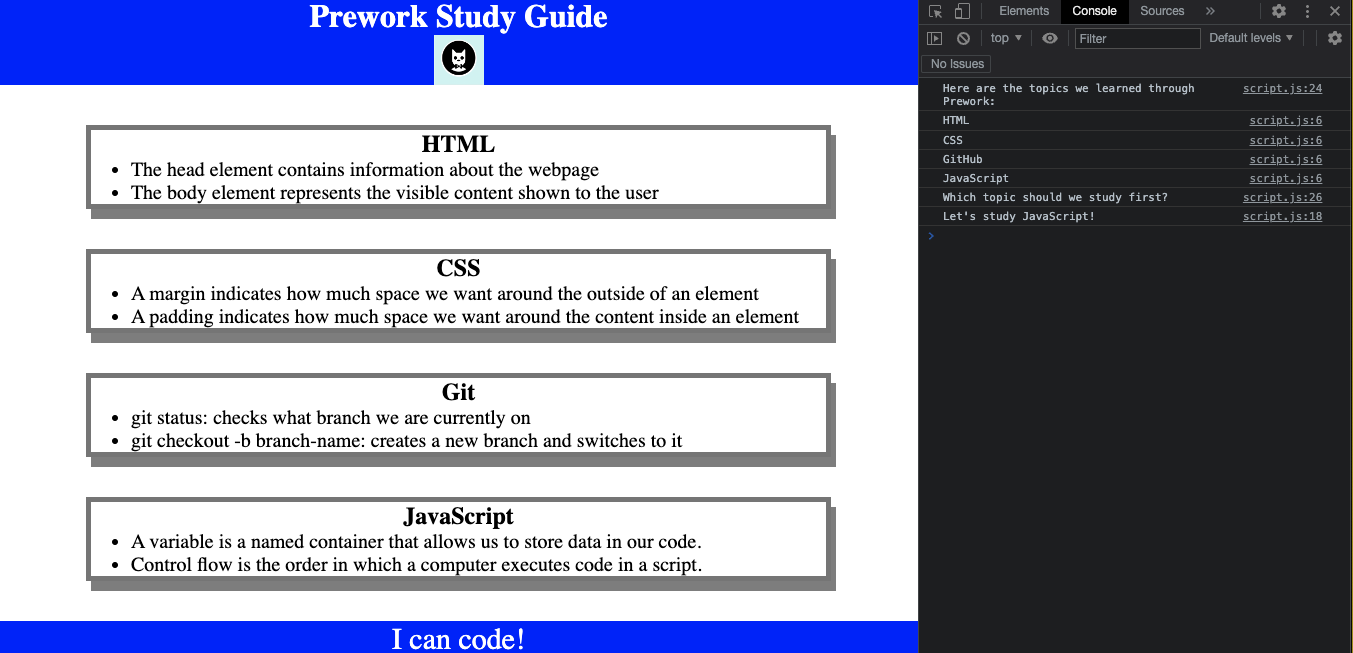 Prework Study Guide
HTML
The head element contains information about the webpage
The body element represents the visible content shown to the user
CSS
A margin indicates how much space we want around the outside of an element
A padding indicates how much space we want around the content inside an element
Git
git status: checks what branch we are currently on
git checkout -b branch-name: creates a new branch and switches to it
JavaScript
A variable is a named container that allows us to store data in our code.
Control flow is the order in which a computer executes code in a script.
I can code!
Elements Console Sources »
top Filter Default levels
No Issues
Here are the topics we learned through script.js:24
Prework:
HTML script.js:6
CSS script.js:6
GitHub script.js:6
JavaScript script.js:6
Which topic should we study first? script.js:26
Let's study JavaScript! script.js:18